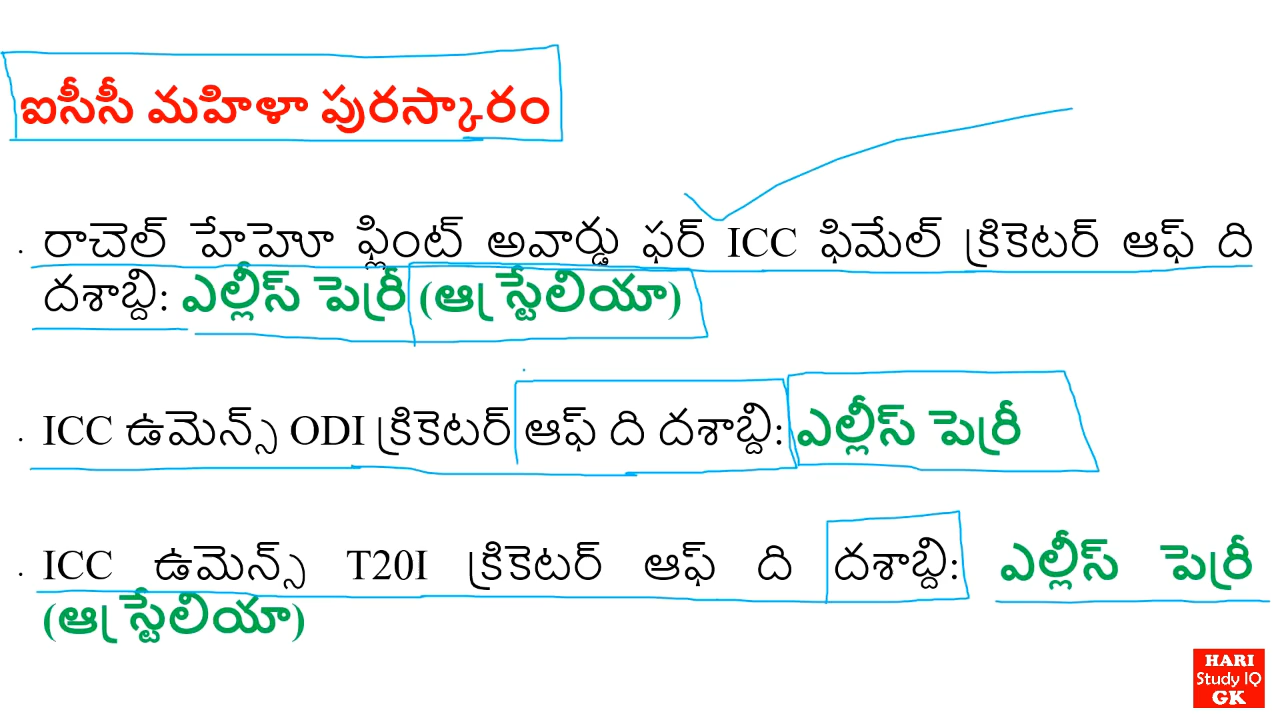 ఐసీసీ మహిళా పురస్కారం
. రాచెల్ హేహెూ ఫ్లింట్ అవార్డు ఫర్ ICC ఫిమేల్ క్రికెటర్ ఆఫ్ ది
దశాబ్ది: ఎల్లీస్ పెర్రీ (ఆస్ట్రేలియా)
. ICC ఉమెన్స్ ODI క్రికెటర్ ఆఫ్ ది దశాబ్ది: ఎల్లీస్ పెర్రీ
. ICC ఉమెన్స్ T20I క్రికెటర్ ఆఫ్ ది దశాబ్ది: ఎల్లీస్ పెర్రీ
(ఆస్ట్రేలియా)
HARI
Study IQ
GK